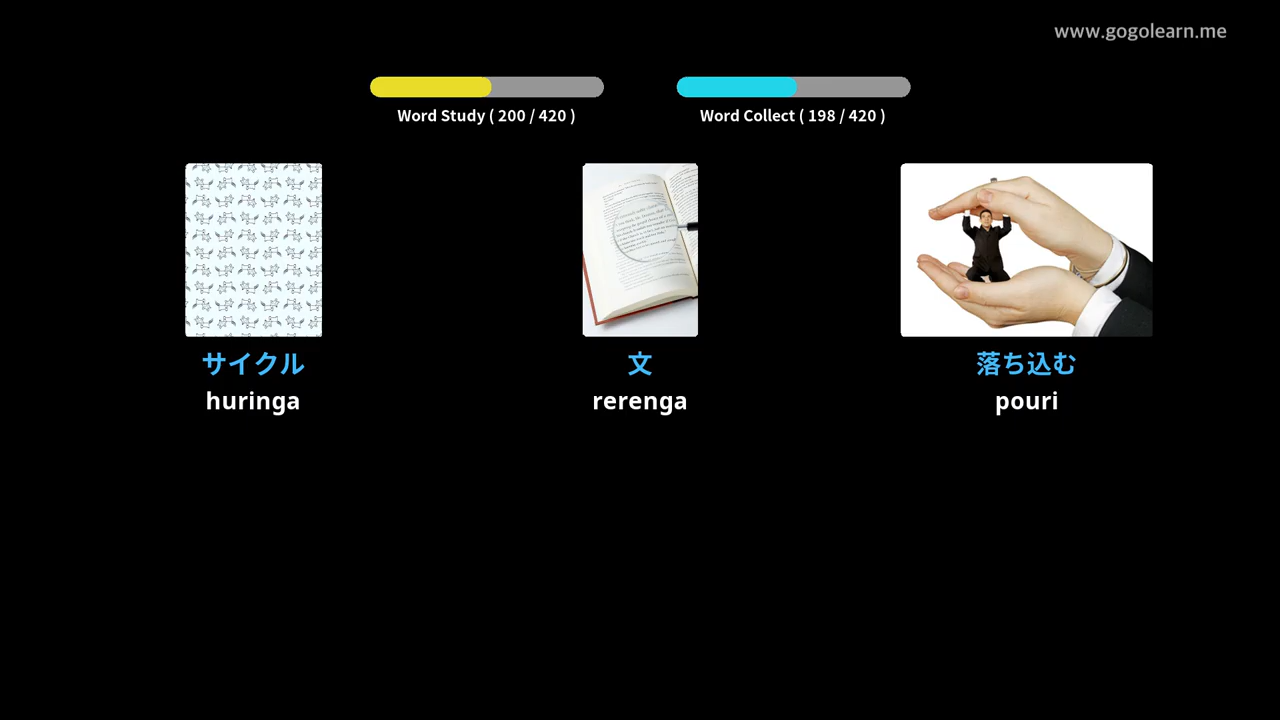 www.gogolearn.me
Word Study ( 200 / 420 )
Word Collect ( 198 / 420 )
サイクル
huringa
文
rerenga
落ち込む
pouri